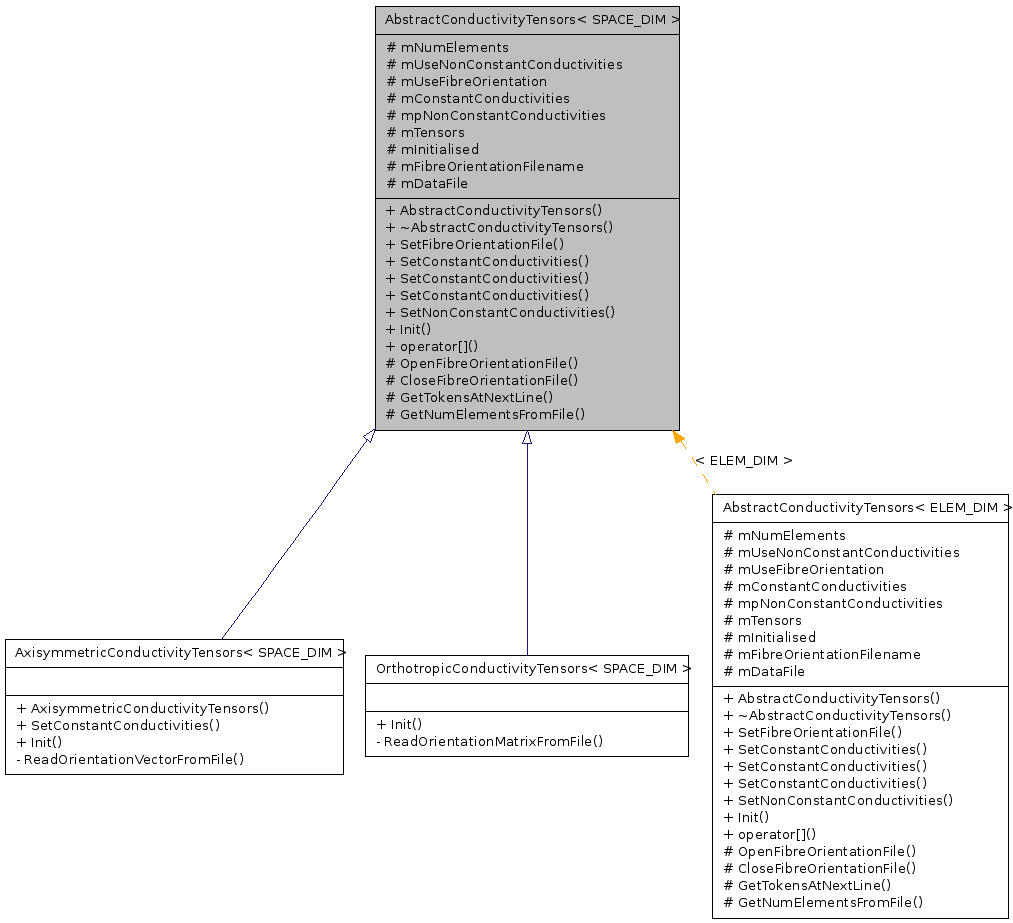 AbstractConductivityTensors< SPACE_DIM >
# mNumElements
# mUseNonConstantConductivities
# mUseFibreOrientation
# mConstantConductivities
# mpNonConstantConductivities
# mTensors
# mInitialised
# mFibreOrientationFilename
# mDataFile
+ AbstractConductivityTensors()
+ ~AbstractConductivityTensors()
+ SetFibreOrientationFile()
+ SetConstantConductivities()
+ SetConstantConductivities()
+ SetConstantConductivities()
+ SetNonConstantConductivities()
+ Init()
+ operator[]()
# OpenFibreOrientationFile()
# CloseFibreOrientationFile()
# GetTokensAtNextLine()
# GetNumElementsFromFile()
< ELEM_DIM >
AxisymmetricConductivityTensors< SPACE_DIM >
+ AxisymmetricConductivityTensors()
+ SetConstantConductivities()
+ Init()
- ReadOrientationVectorFromFile()
OrthotropicConductivityTensors< SPACE_DIM >
+ Init()
- ReadOrientationMatrixFromFile()
AbstractConductivityTensors< ELEM_DIM >
# mNumElements
# mUseNonConstantConductivities
# mUseFibreOrientation
# mConstantConductivities
# mpNonConstantConductivities
# mTensors
# mInitialised
# mFibreOrientationFilename
# mDataFile
+ AbstractConductivityTensors()
+ ~AbstractConductivityTensors()
+ SetFibreOrientationFile()
+ SetConstantConductivities()
+ SetConstantConductivities()
+ SetConstantConductivities()
+ SetNonConstantConductivities()
+ Init()
+ operator[]()
# OpenFibreOrientationFile()
# CloseFibreOrientationFile()
# GetTokensAtNextLine()
# GetNumElementsFromFile()